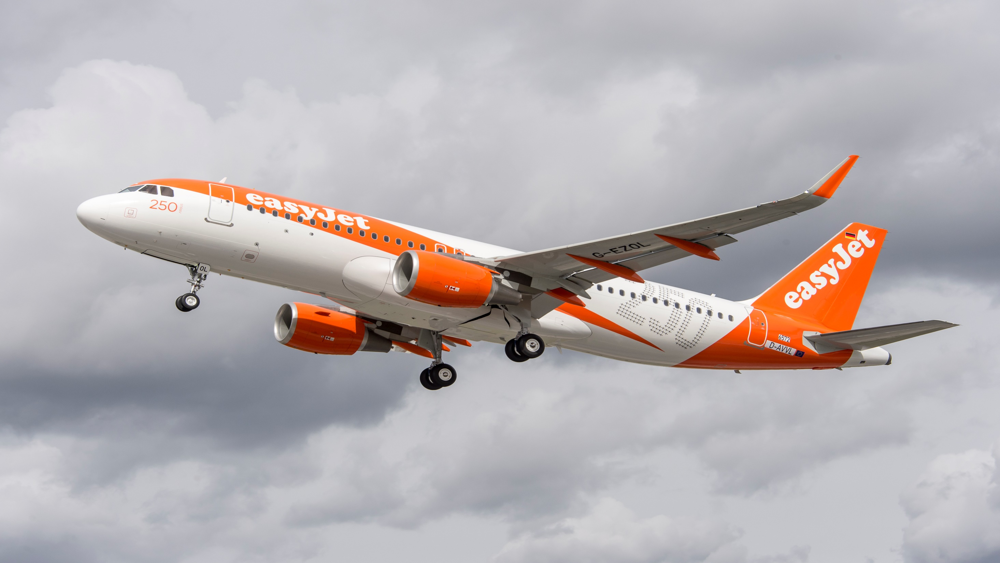 250
AIRBUS
easyJet
OL
G-EZOL
250
easyJet
6572
D-AVVL